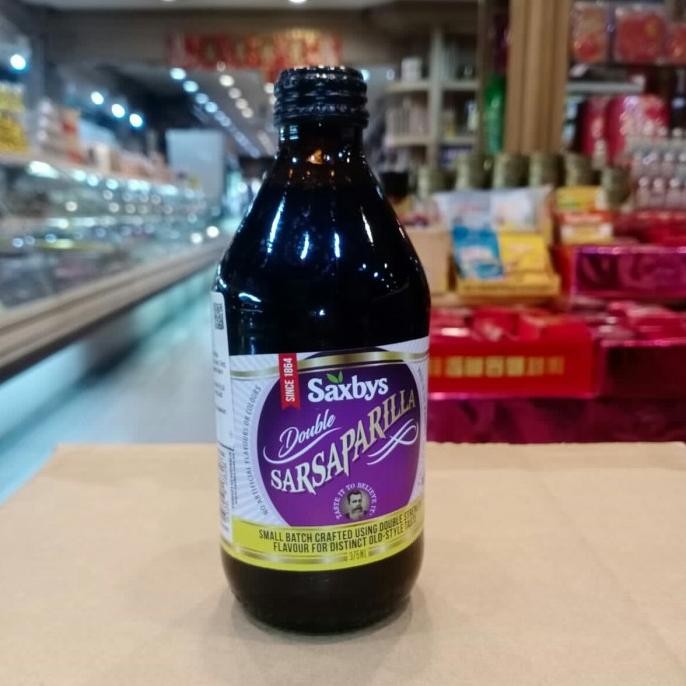 SINCE 1864
Saxbys
Double
SARSAPARILLA
NO ARTIFICIAL FLAVOURS OR COLOURS
TASTE IT TO BELIEVE IT!
SMALL BATCH CRAFTED USING DOUBLE STRENGTH
FLAVOUR FOR DISTINCT OLD-STYLE TASTE
375ML